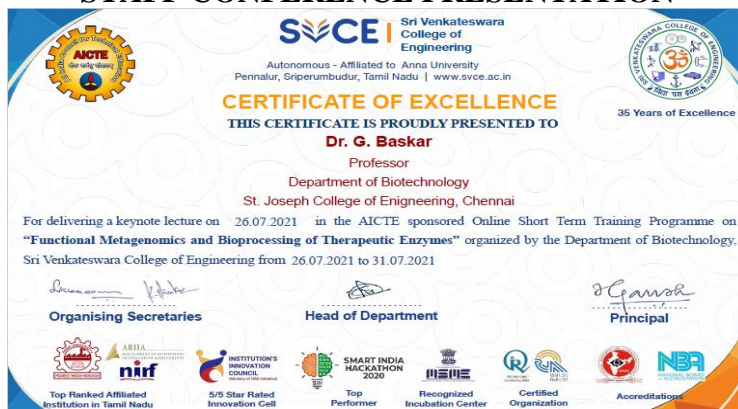 STAFF CONFERENCE PRESENTATION
AICTE
SVCE
Sri Venkateswara
College of
Engineering
Autonomous - Affiliated to Anna University
Pennalur, Sriperumbudur, Tamil Nadu | www.svce.ac.in
35 Years of Excellence
CERTIFICATE OF EXCELLENCE
THIS CERTIFICATE IS PROUDLY PRESENTED TO
Dr. G. Baskar
Professor
Department of Biotechnology
St. Joseph College of Enigneering, Chennai
For delivering a keynote lecture on 26.07.2021 in the AICTE sponsored Online Short Term Training Programme on
“Functional Metagenomics and Bioprocessing of Therapeutic Enzymes” organized by the Department of Biotechnology,
Sri Venkateswara College of Engineering from 26.07.2021 to 31.07.2021
Organising Secretaries
Head of Department
Principal
ARIIA
nirf
INSTITUTION'S
INNOVATION
COUNCIL
SMART INDIA
HACKATHON
2020
NBA
Top Ranked Affiliated
Institution in Tamil Nadu
5/5 Star Rated
Innovation Cell
Top
Performer
Recognized
Incubation Center
Certified
Organization
Accreditations